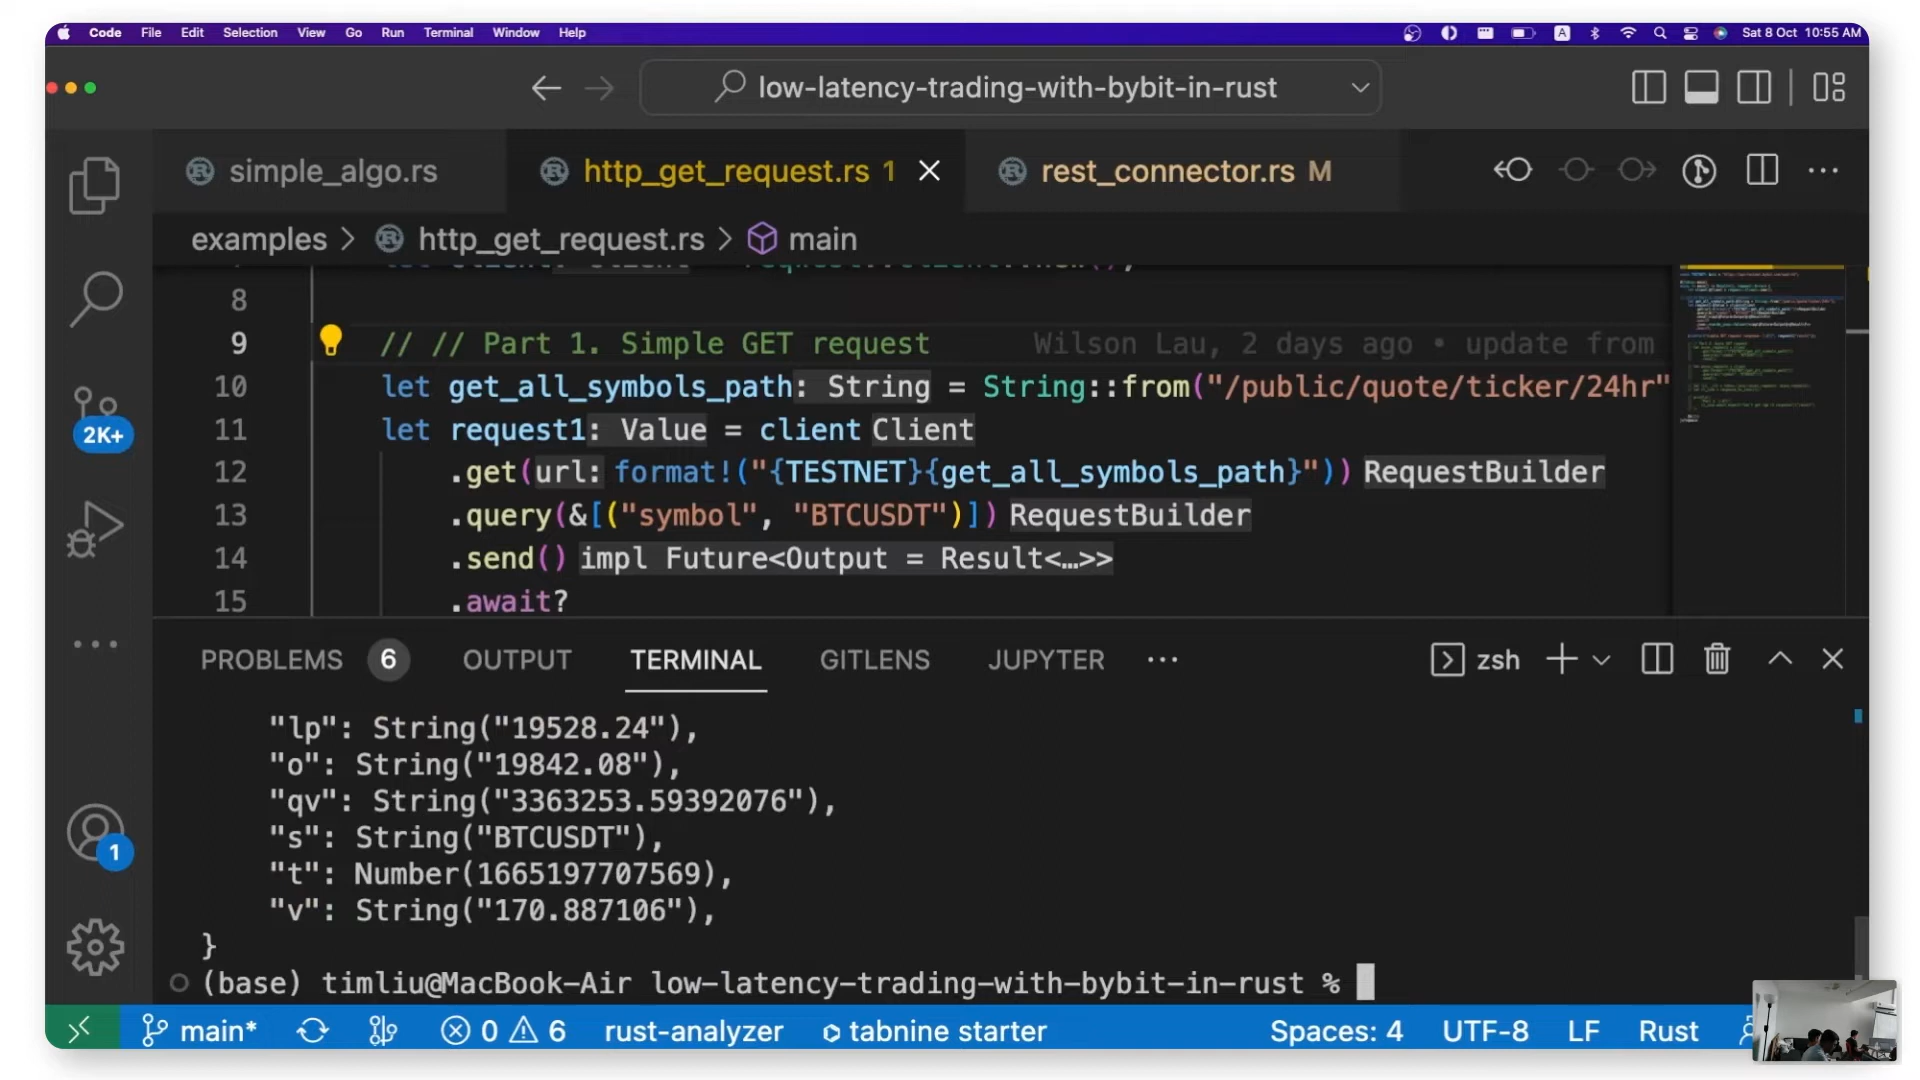 Code File Edit Selection View Go Run Terminal Window Help
A Sat 8 Oct 10:55 AM
low-latency-trading-with-bybit-in-rust
simple_algo.rs
http_get_request.rs 1
rest_connector.rs M
examples > http_get_request.rs > main
8
9 // // Part 1. Simple GET request Wilson Lau, 2 days ago • update from
10 let get_all_symbols_path: String = String::from("/public/quote/ticker/24hr"
11 let request1: Value = client Client
12 .get(url: format!("{TESTNET}{get_all_symbols_path}")) RequestBuilder
13 .query(&[("symbol", "BTCUSDT")]) RequestBuilder
14 .send() impl Future<Output = Result<…>>
15 .await?
2K+
1
PROBLEMS 6 OUTPUT TERMINAL GITLENS JUPYTER ··· zsh
"lp": String("19528.24"),
"o": String("19842.08"),
"qv": String("3363253.59392076"),
"s": String("BTCUSDT"),
"t": Number(1665197707569),
"v": String("170.887106"),
}
(base) timliu@MacBook-Air low-latency-trading-with-bybit-in-rust %
main* 0 6 rust-analyzer tabnine starter Spaces: 4 UTF-8 LF Rust